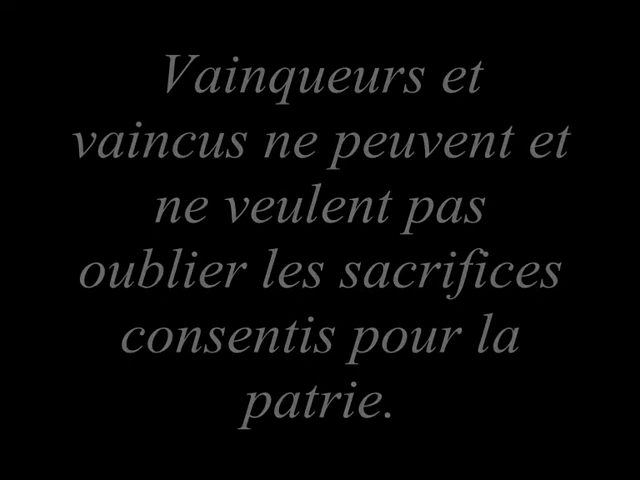 Vainqueurs et
vaincus ne peuvent et
ne veulent pas
oublier les sacrifices
consentis pour la
patrie.